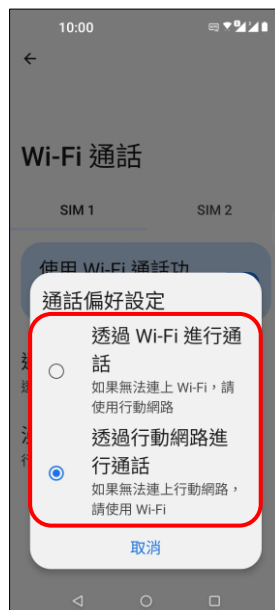 10:00
Wi-Fi 通話
SIM 1
SIM 2
使用 Wi-Fi 通話功
通話偏好設定
透過 Wi-Fi 進行通
話
如果無法連上 Wi-Fi，請
使用行動網路
透過行動網路進
行通話
如果無法連上行動網路，
請使用 Wi-Fi
取消